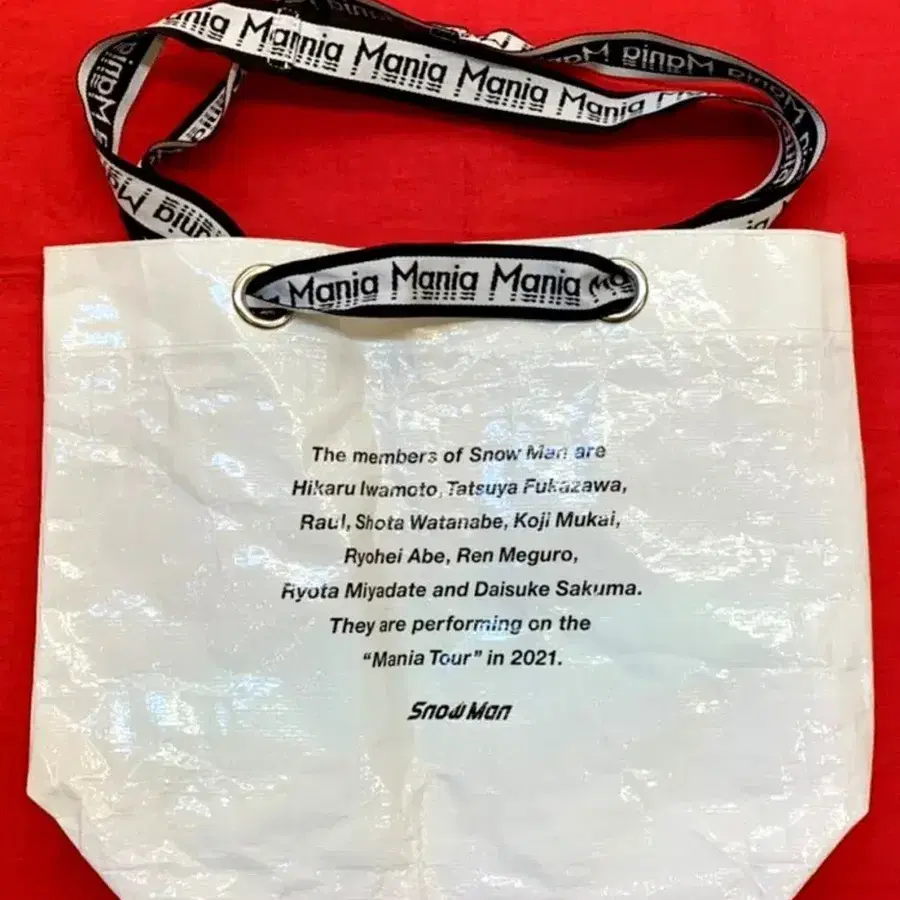 Mania Mania Mania Mania
Mania Mania Mania
The members of Snow Man are
Hikaru Iwamoto, Tatsuya Fukazawa,
Raul, Shota Watanabe, Koji Mukai,
Ryohei Abe, Ren Meguro,
Ryota Miyadate and Daisuke Sakuma.
They are performing on the
“Mania Tour” in 2021.
Snow Man